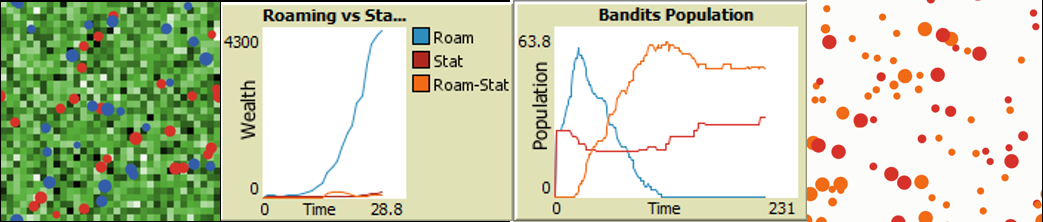 Roaming vs Sta...
4300
Wealth
0
0
Time
28.8
Roam
Stat
Roam-Stat
Bandits Population
63.8
Population
0
0
Time
231